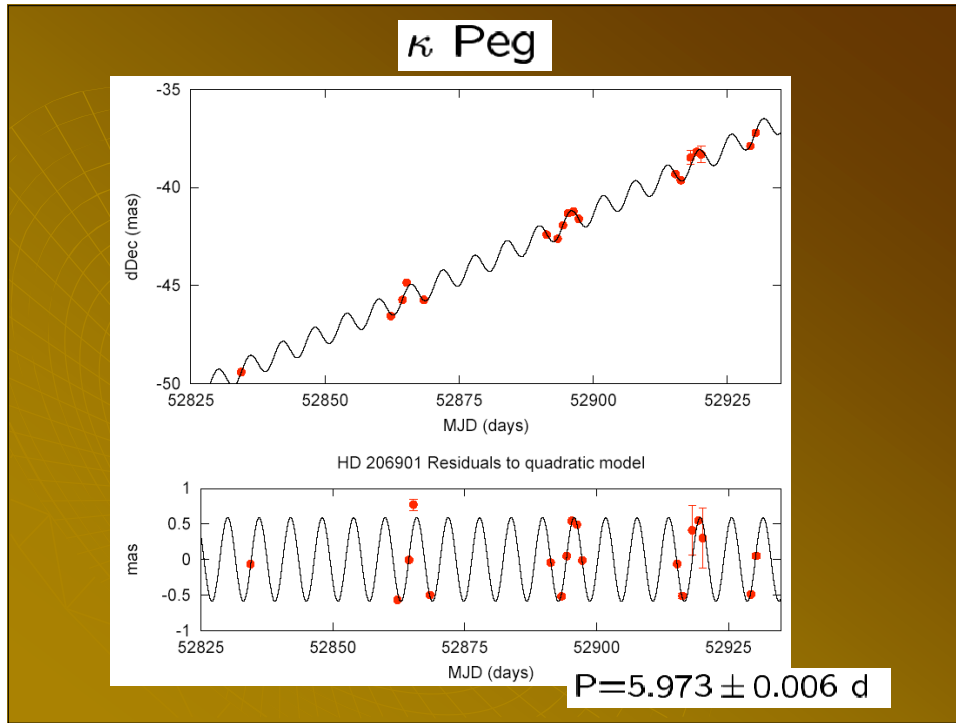 κ Peg
-35
-40
-45
-50
dDec (mas)
52825 52850 52875 52900 52925
MJD (days)
HD 206901 Residuals to quadratic model
1
0.5
0
-0.5
-1
mas
52825 52850 52875 52900 52925
MJD (days)
P=5.973 ± 0.006 d